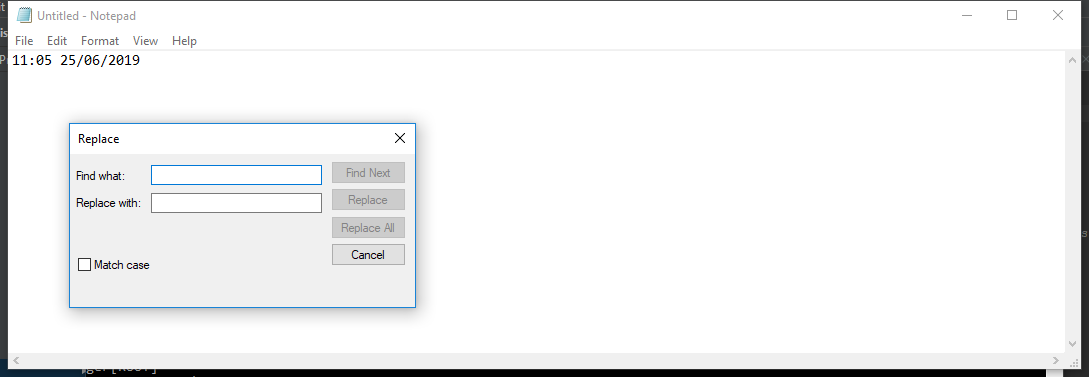 Untitled - Notepad
File Edit Format View Help
11:05 25/06/2019
Replace
Find what:
Find Next
Replace with:
Replace
Replace All
Cancel
Match case